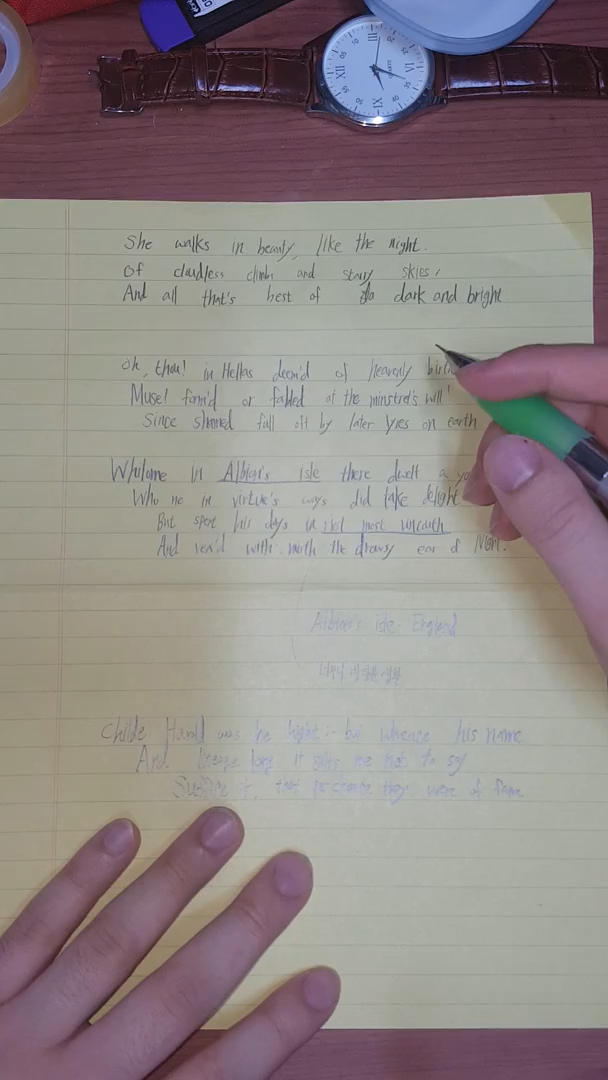 She walks in beauty, like the night.
Of cloudless climbs and starry skies,
And all that's best of dark and bright
Oh, thou! in Hellas deem'd of heavenly
Muse! form'd or fabled at the minstrel's will!
Since shamed full oft by later lyres on earth
Whilome in Albion's isle there dwelt a
Who ne in virtue's ways did take delight
But spent his days in riot most uncouth
And vex'd with mirth the drowsy ear of Night.
Albion's isle - England
Childe Harold was he hight:- but whence his name
And long, it suits me not to say
Suffice it, that perchance they were of fame